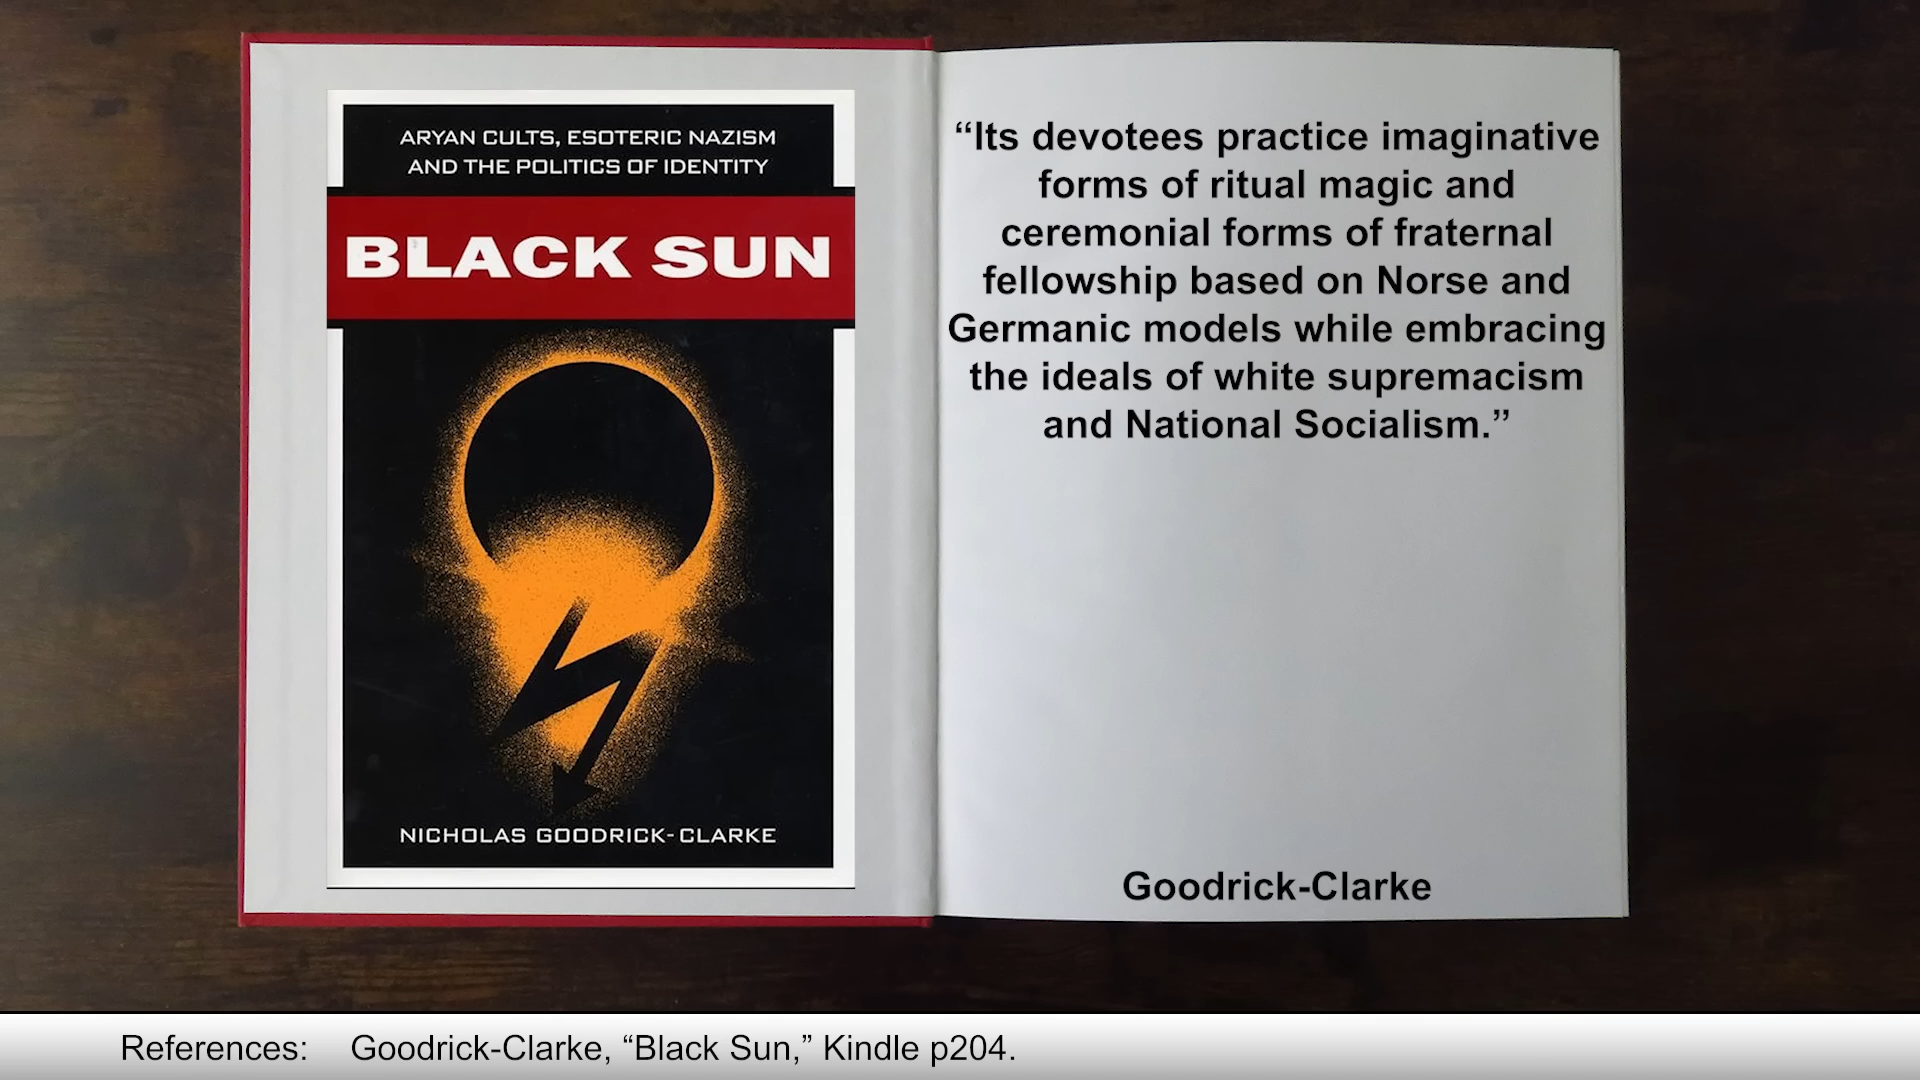 ARYAN CULTS, ESOTERIC NAZISM
AND THE POLITICS OF IDENTITY
BLACK SUN
NICHOLAS GOODRICK-CLARKE
“Its devotees practice imaginative
forms of ritual magic and
ceremonial forms of fraternal
fellowship based on Norse and
Germanic models while embracing
the ideals of white supremacism
and National Socialism.”
Goodrick-Clarke
References: Goodrick-Clarke, “Black Sun,” Kindle p204.